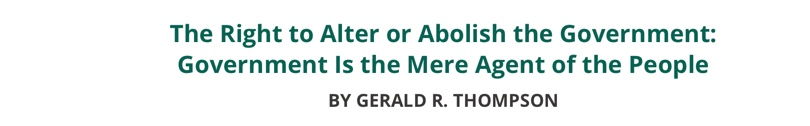 The Right to Alter or Abolish the Government:
Government Is the Mere Agent of the People
BY GERALD R. THOMPSON